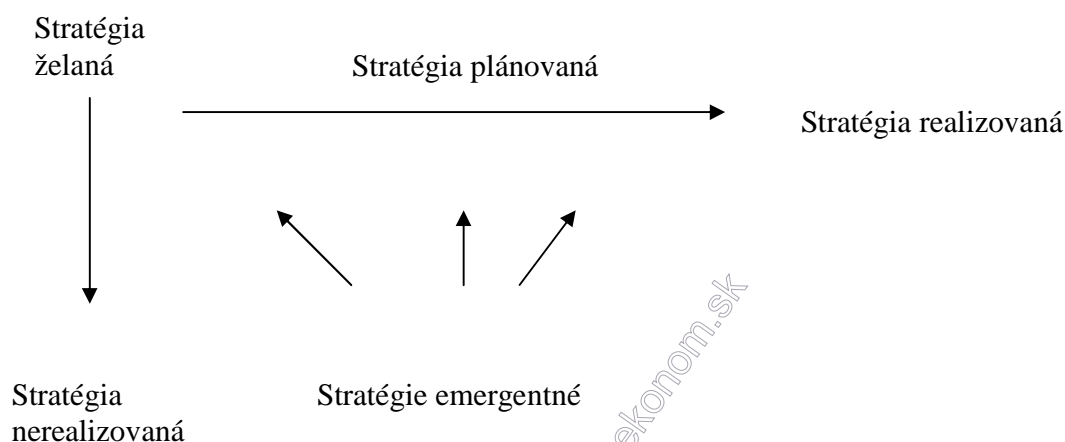 Stratégia
želaná
Stratégia plánovaná
Stratégia realizovaná
Stratégia
nerealizovaná
Stratégie emergentné
ekonom.sk